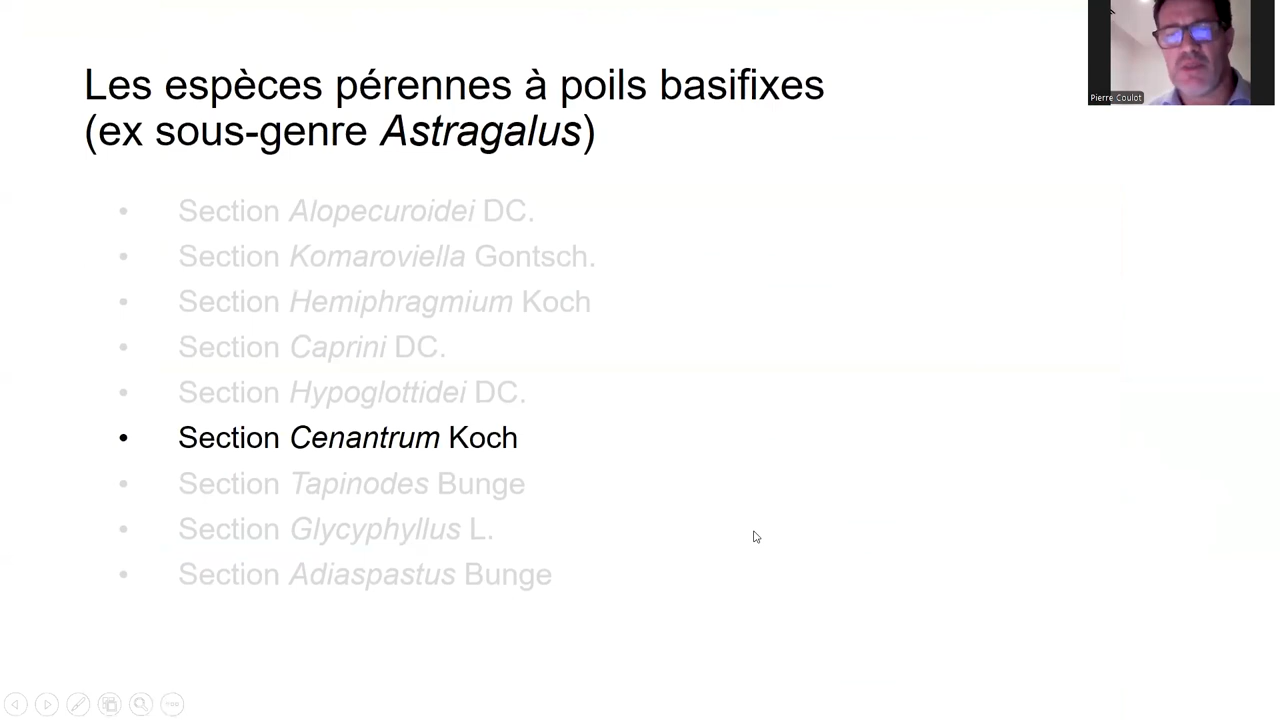 Pierre Coulot
Les espèces pérennes à poils basifixes
(ex sous-genre Astragalus)
• Section Alopecuroidei DC.
• Section Komaroviella Gontsch.
• Section Hemiphragmium Koch
• Section Caprini DC.
• Section Hypoglottidei DC.
• Section Cenantrum Koch
• Section Tapinodes Bunge
• Section Glycyphyllus L.
• Section Adiaspastus Bunge